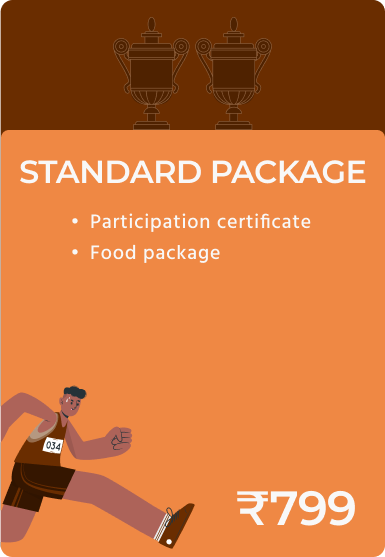 STANDARD PACKAGE
• Participation certificate
• Food package
034
₹799